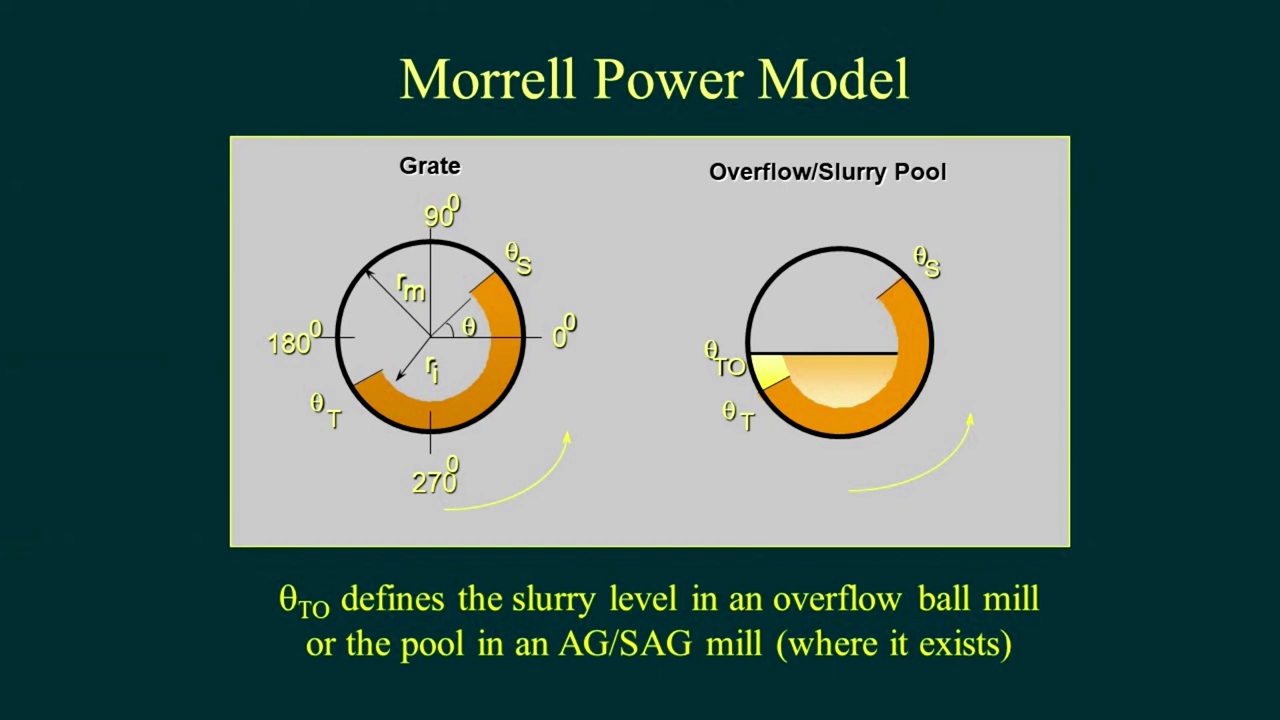 Morrell Power Model
Grate
Overflow/Slurry Pool
90⁰
θS
θS
rm
θ
0⁰
180⁰
ri
θTO
θT
θT
270⁰
θTO defines the slurry level in an overflow ball mill
or the pool in an AG/SAG mill (where it exists)